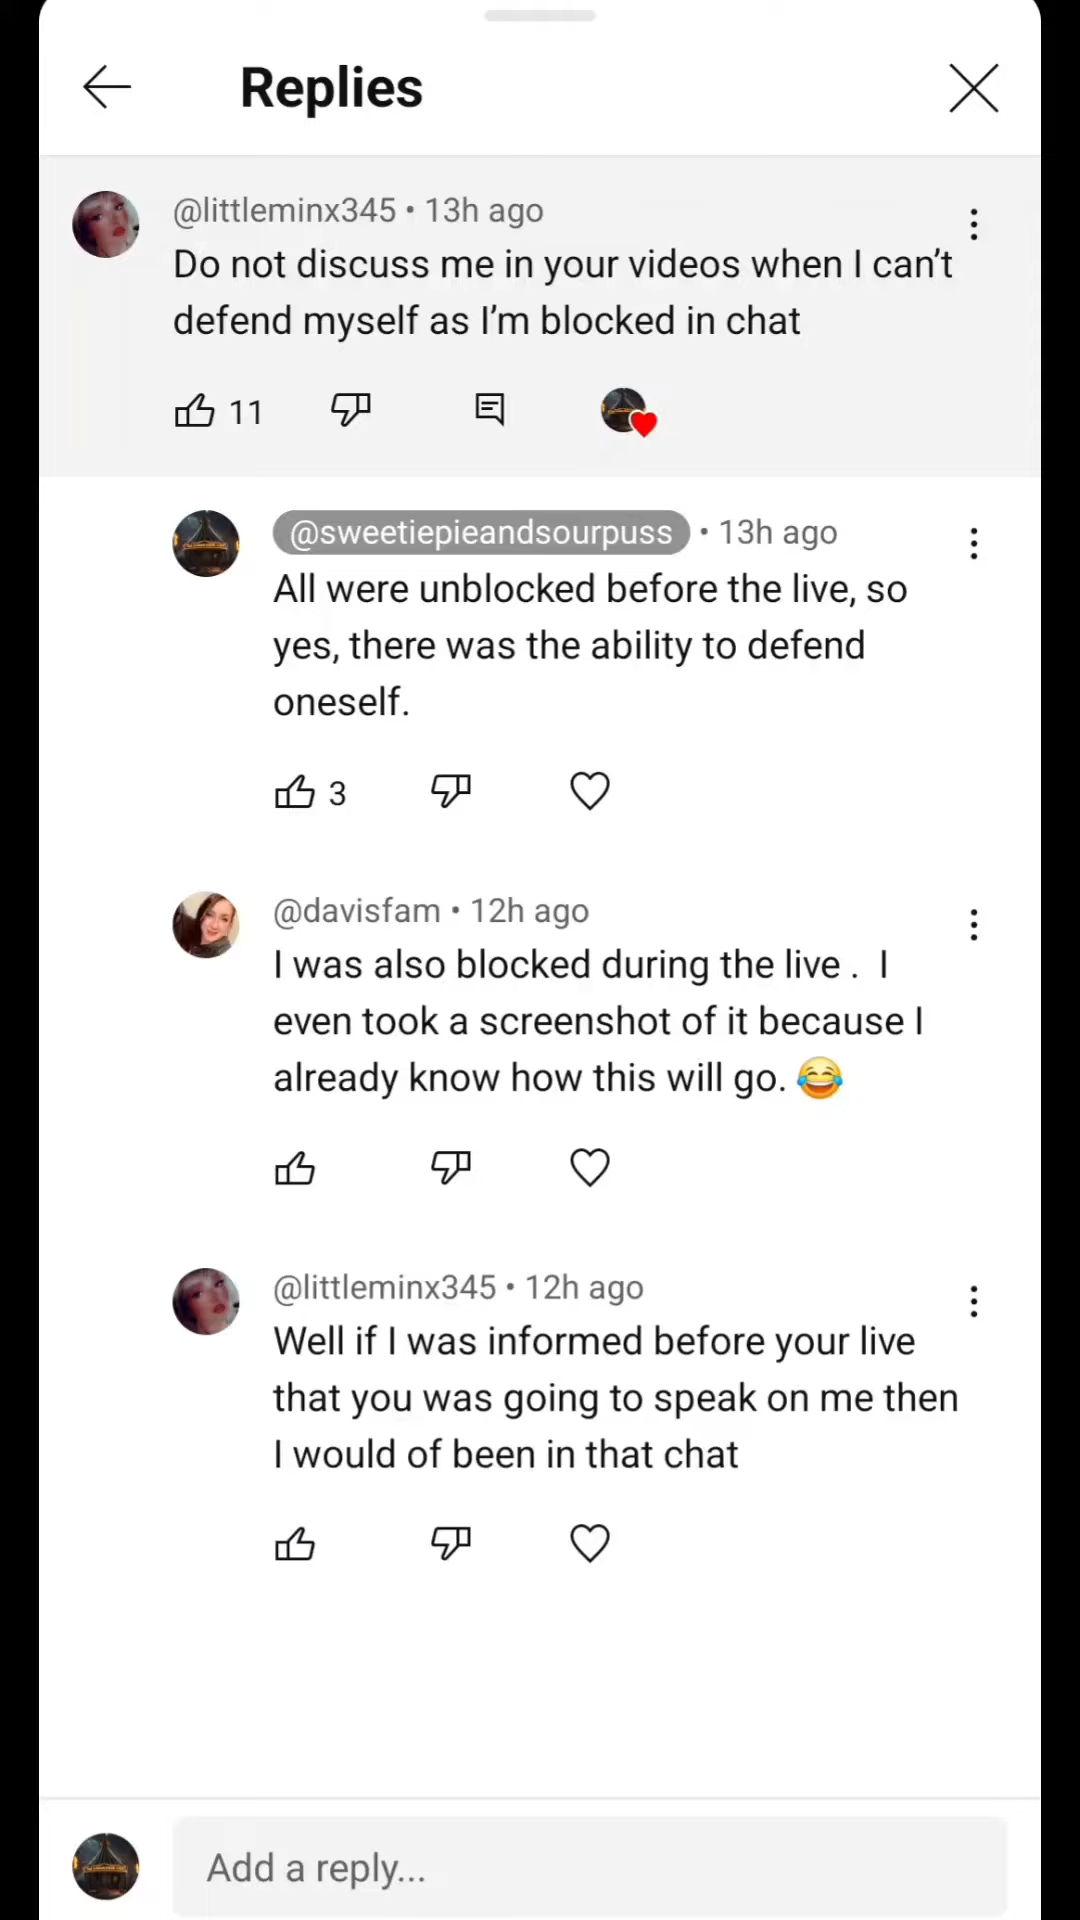 Replies
@littleminx345 • 13h ago
Do not discuss me in your videos when I can’t
defend myself as I’m blocked in chat
11
@sweetiepieandsourpuss • 13h ago
All were unblocked before the live, so
yes, there was the ability to defend
oneself.
3
@davisfam • 12h ago
I was also blocked during the live .  I
even took a screenshot of it because I
already know how this will go. 😂
@littleminx345 • 12h ago
Well if I was informed before your live
that you was going to speak on me then
I would of been in that chat
Add a reply...